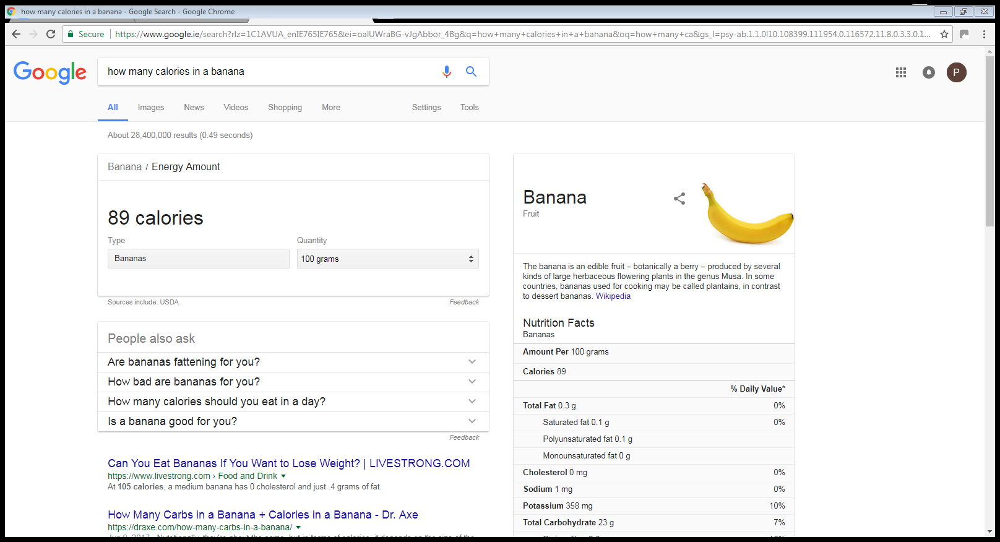 how many calories in a banana - Google Search - Google Chrome
Secure https://www.google.ie/search?rlz=1C1AVUA_enIE765IE765&ei=oalUWraBG-vJgAbbor_4Bg&q=how+many+calories+in+a+banana&oq=how+many+ca&gs_l=psy-ab.1.1.0l10.108399.111954.0.116572.11.8.0.3.3.0.1...
Google
how many calories in a banana
P
All Images News Videos Shopping More Settings Tools
About 28,400,000 results (0.49 seconds)
Banana / Energy Amount
89 calories
Type Quantity
Bananas 100 grams
Sources include: USDA Feedback
People also ask
Are bananas fattening for you?
How bad are bananas for you?
How many calories should you eat in a day?
Is a banana good for you?
Feedback
Can You Eat Bananas If You Want to Lose Weight? | LIVESTRONG.COM
https://www.livestrong.com › Food and Drink
At 105 calories, a medium banana has 0 cholesterol and just .4 grams of fat.
How Many Carbs in a Banana + Calories in a Banana - Dr. Axe
https://draxe.com/how-many-carbs-in-a-banana/
Banana
Fruit
The banana is an edible fruit – botanically a berry – produced by several
kinds of large herbaceous flowering plants in the genus Musa. In some
countries, bananas used for cooking may be called plantains, in contrast
to dessert bananas. Wikipedia
Nutrition Facts
Bananas
Amount Per 100 grams
Calories 89
% Daily Value*
Total Fat 0.3 g 0%
Saturated fat 0.1 g 0%
Polyunsaturated fat 0.1 g
Monounsaturated fat 0 g
Cholesterol 0 mg 0%
Sodium 1 mg 0%
Potassium 358 mg 10%
Total Carbohydrate 23 g 7%